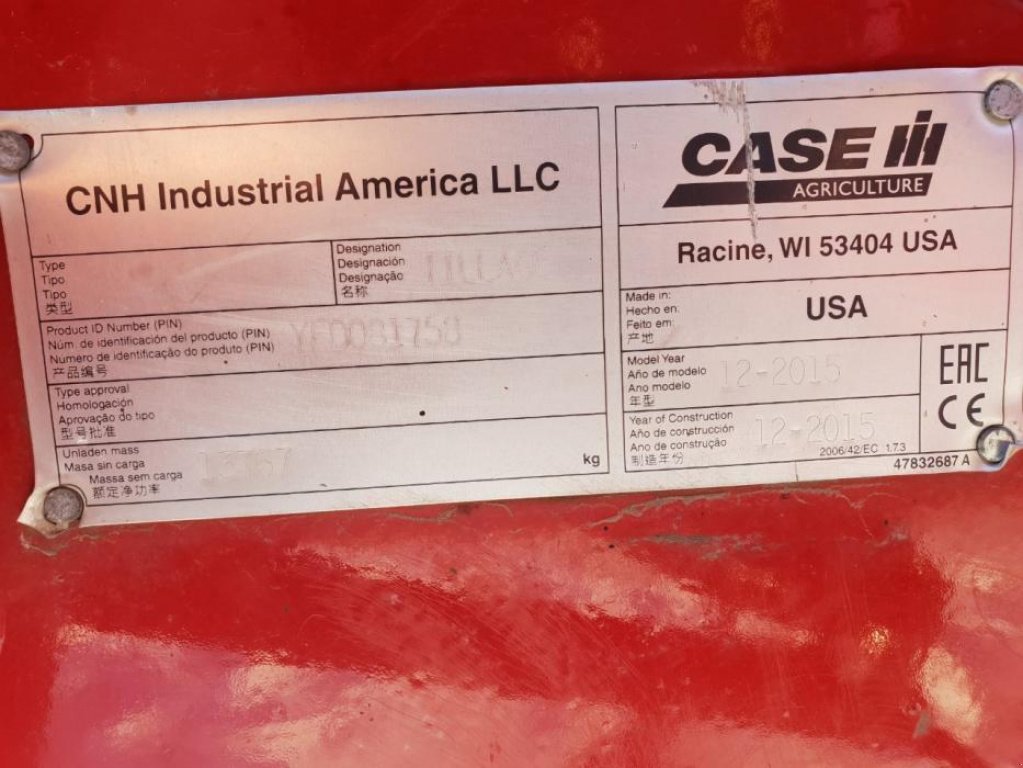 CNH Industrial America LLC
Type
Tipo
Tipo
类型
Designation
Designación
Designação
名称
Product ID Number (PIN)
Núm. de identificación del producto (PIN)
Numero de identificação do produto (PIN)
产品编号
Type approval
Homologación
Aprovação do tipo
型号批准
Unladen mass
Masa sin carga
Massa sem carga
额定净功率
kg
CASE IH
AGRICULTURE
Racine, WI 53404 USA
Made in:
Hecho en:
Feito em:
产地
USA
Model Year
Año de modelo
Ano modelo
年型
12-2015
Year of Construction
Año de construcción
Ano de construção
制造年份
12-2015
2006/42/EC 1.7.3
EAC
CE
47832687 A